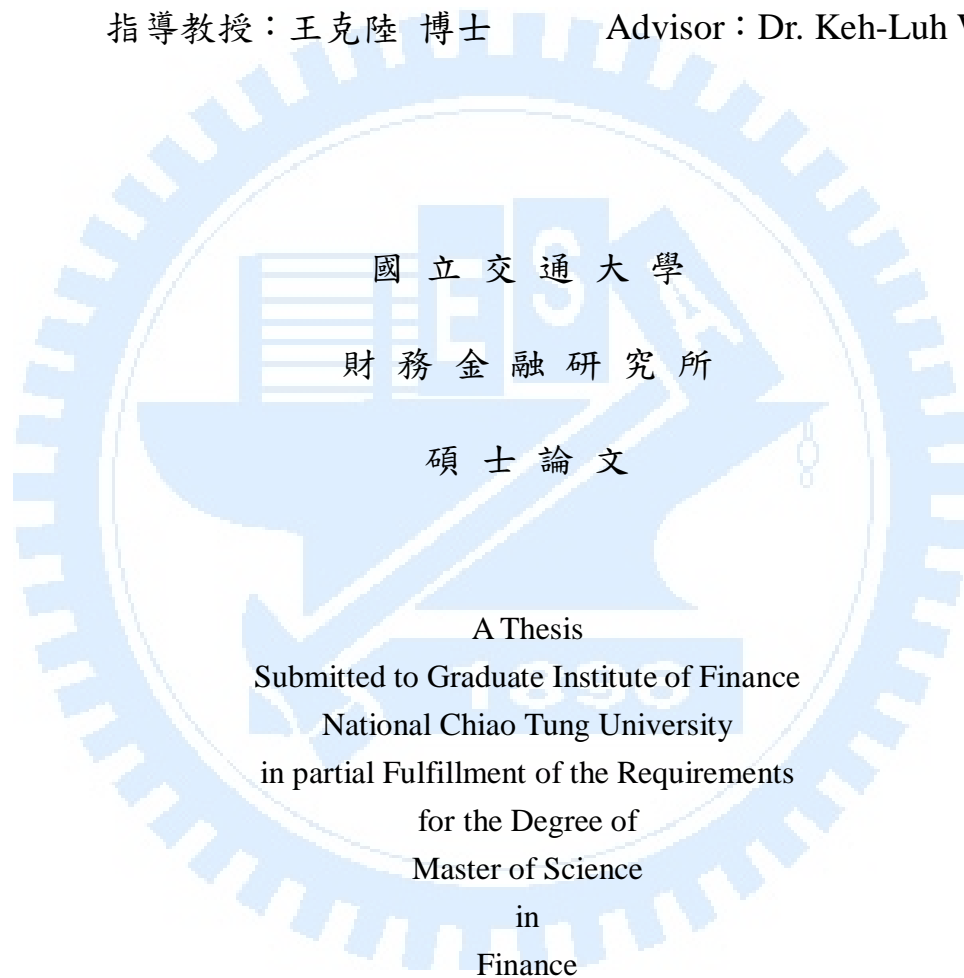 指導教授：王克陸 博士 Advisor：Dr. Keh-Luh
國 立 交 通 大 學
財 務 金 融 研 究 所
碩 士 論 文
A Thesis
Submitted to Graduate Institute of Finance
National Chiao Tung University
in partial Fulfillment of the Requirements
for the Degree of
Master of Science
in
Finance
E S A
1896